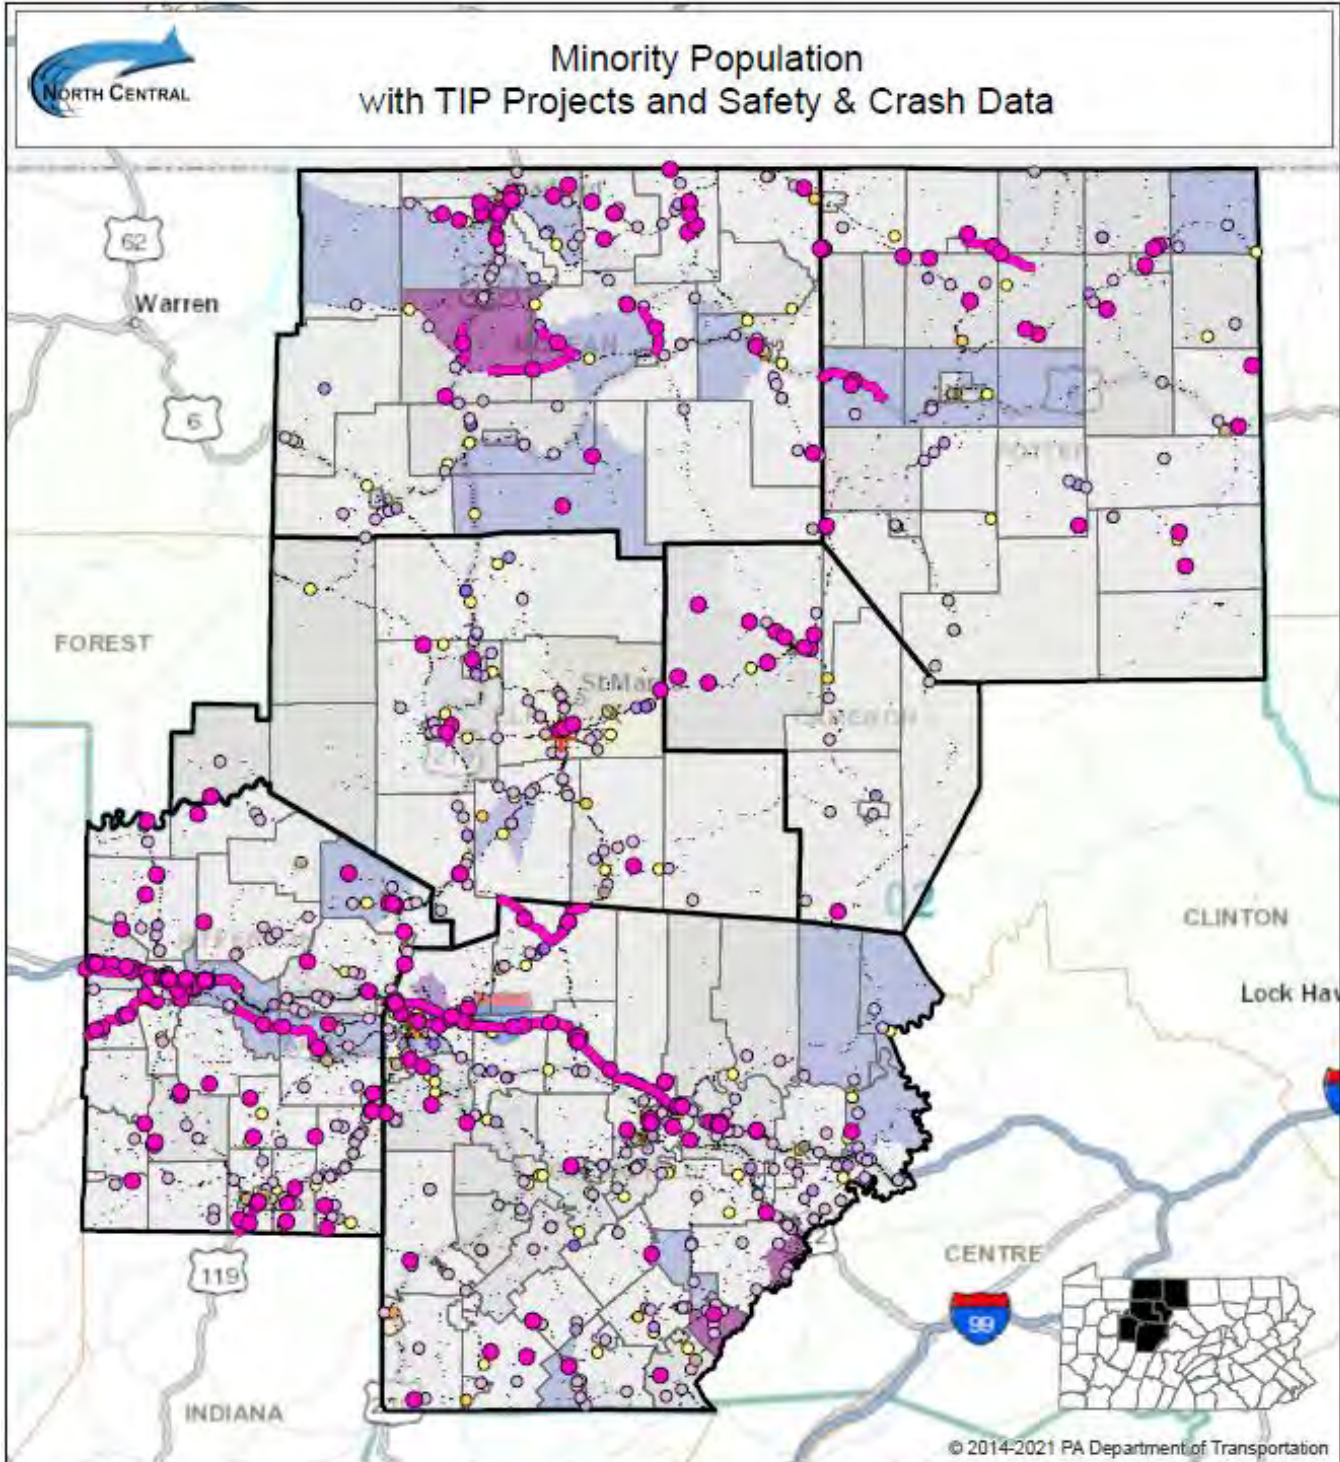 NORTH CENTRAL
Minority Population
with TIP Projects and Safety & Crash Data
62
Warren
6
FOREST
CLINTON
Lock Hav
119
CENTRE
99
INDIANA
© 2014-2021 PA Department of Transportation